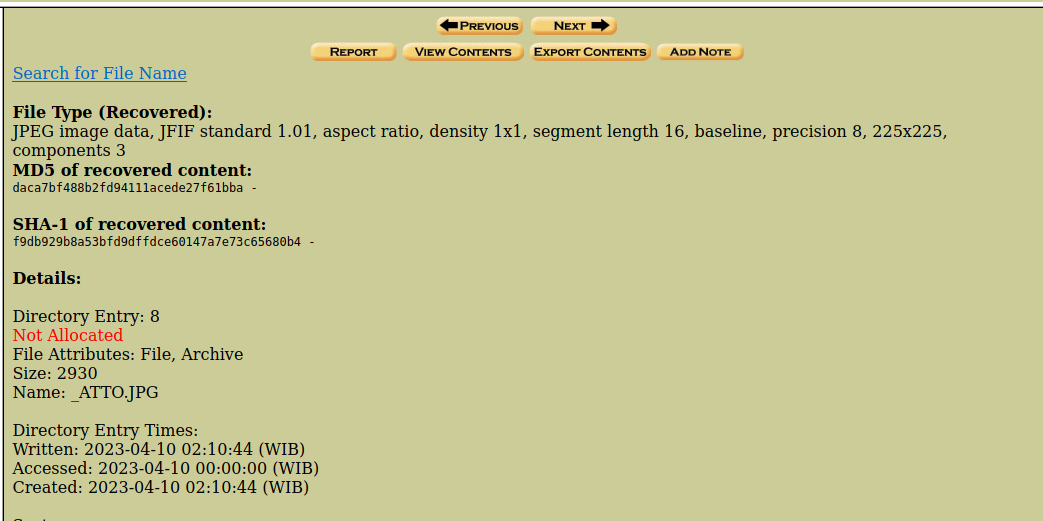 PREVIOUS NEXT
REPORT VIEW CONTENTS EXPORT CONTENTS ADD NOTE
Search for File Name
File Type (Recovered):
JPEG image data, JFIF standard 1.01, aspect ratio, density 1x1, segment length 16, baseline, precision 8, 225x225,
components 3
MD5 of recovered content:
daca7bf488b2fd94111acede27f61bba -
SHA-1 of recovered content:
f9db929b8a53bfd9dffdce60147a7e73c65680b4 -
Details:
Directory Entry: 8
Not Allocated
File Attributes: File, Archive
Size: 2930
Name: _ATTO.JPG
Directory Entry Times:
Written: 2023-04-10 02:10:44 (WIB)
Accessed: 2023-04-10 00:00:00 (WIB)
Created: 2023-04-10 02:10:44 (WIB)